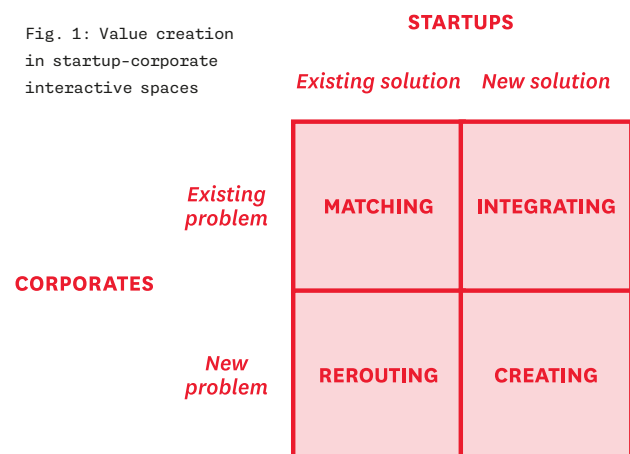 Fig. 1: Value creation
in startup-corporate
interactive spaces
STARTUPS
Existing solution New solution
Existing
problem
MATCHING INTEGRATING
CORPORATES
New
problem
REROUTING CREATING